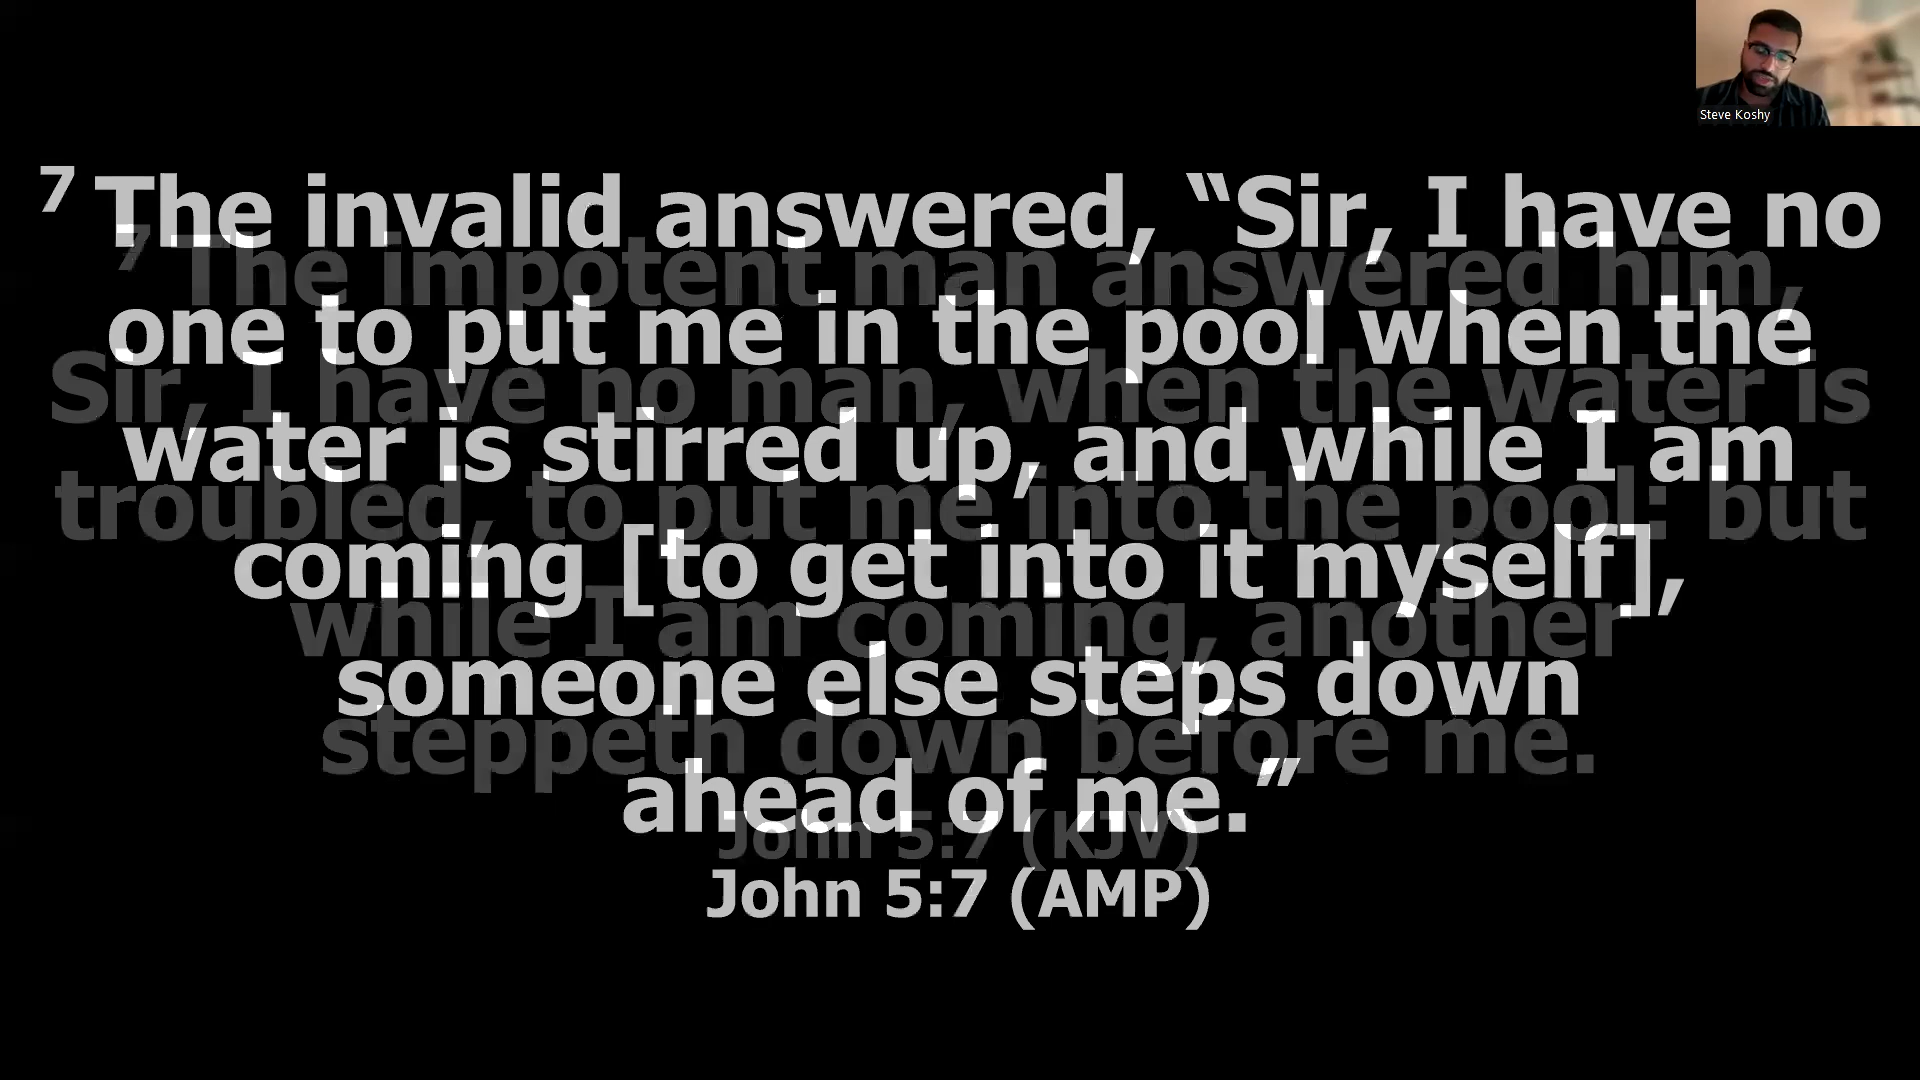 Steve Koshy
7 The invalid answered, “Sir, I have no
one to put me in the pool when the
water is stirred up, and while I am
coming [to get into it myself],
someone else steps down
ahead of me.”
John 5:7 (AMP)
7 The impotent man answered him,
Sir, I have no man, when the water is
troubled, to put me into the pool: but
while I am coming, another
steppeth down before me.
John 5:7 (KJV)